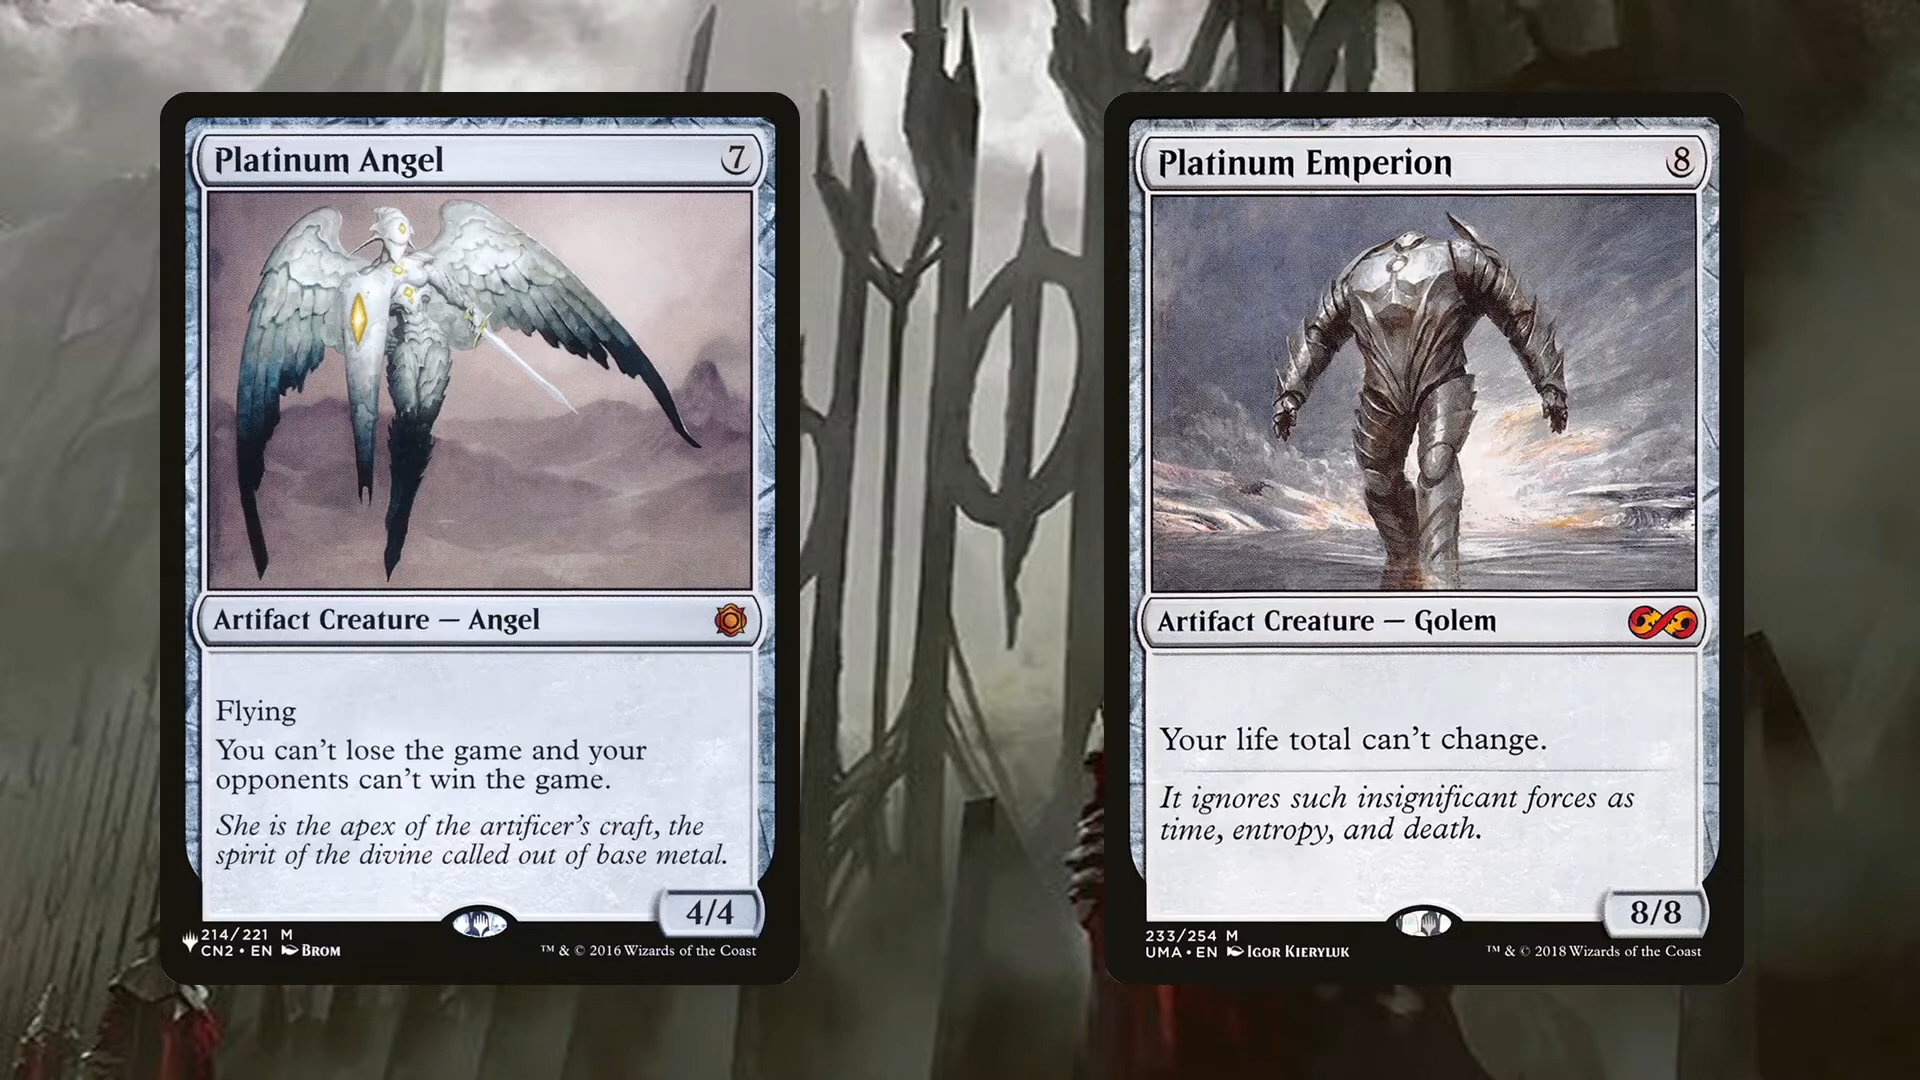 Platinum Angel 7
Artifact Creature — Angel
Flying
You can't lose the game and your
opponents can't win the game.
She is the apex of the artificer's craft, the
spirit of the divine called out of base metal.
4/4
214/221 M
CN2 • EN Brom
™ & © 2016 Wizards of the Coast
Platinum Emperion 8
Artifact Creature — Golem
Your life total can't change.
It ignores such insignificant forces as
time, entropy, and death.
8/8
233/254 M
UMA • EN Igor Kieryluk
™ & © 2018 Wizards of the Coast